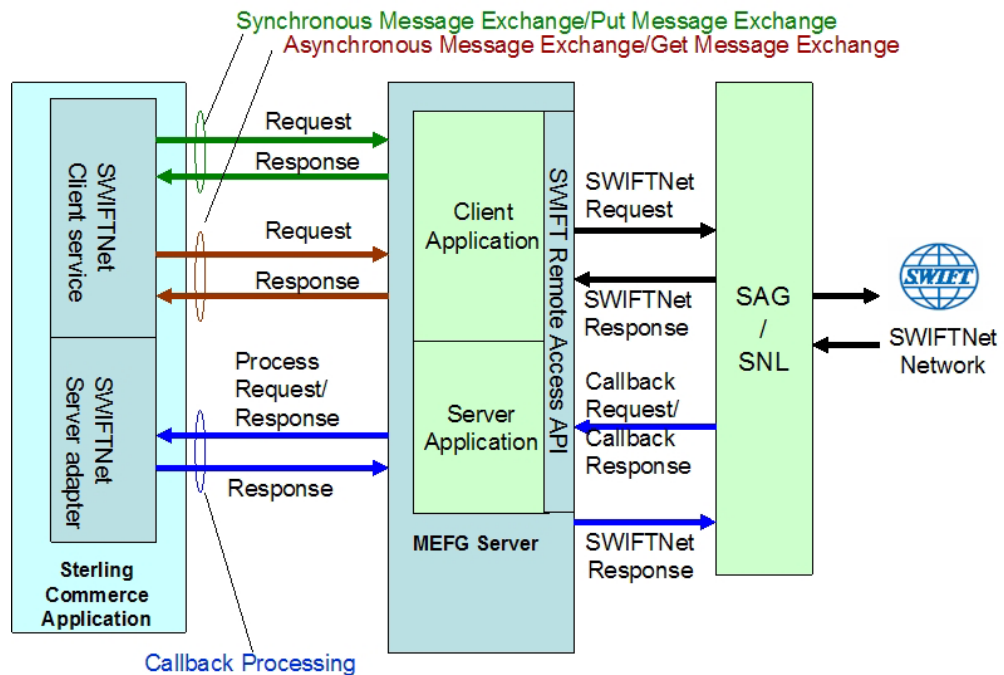 Synchronous Message Exchange/Put Message Exchange
Asynchronous Message Exchange/Get Message Exchange
SWIFTNet
Client service
SWIFTNet
Server adapter
Sterling
Commerce
Application
Request
Response
Request
Response
Process
Request/
Response
Response
Callback Processing
Client
Application
Server
Application
SWIFT Remote Access API
MEFG Server
SWIFTNet
Request
SWIFTNet
Response
Callback
Request/
Callback
Response
SWIFTNet
Response
SAG
/
SNL
SWIFT
SWIFTNet
Network